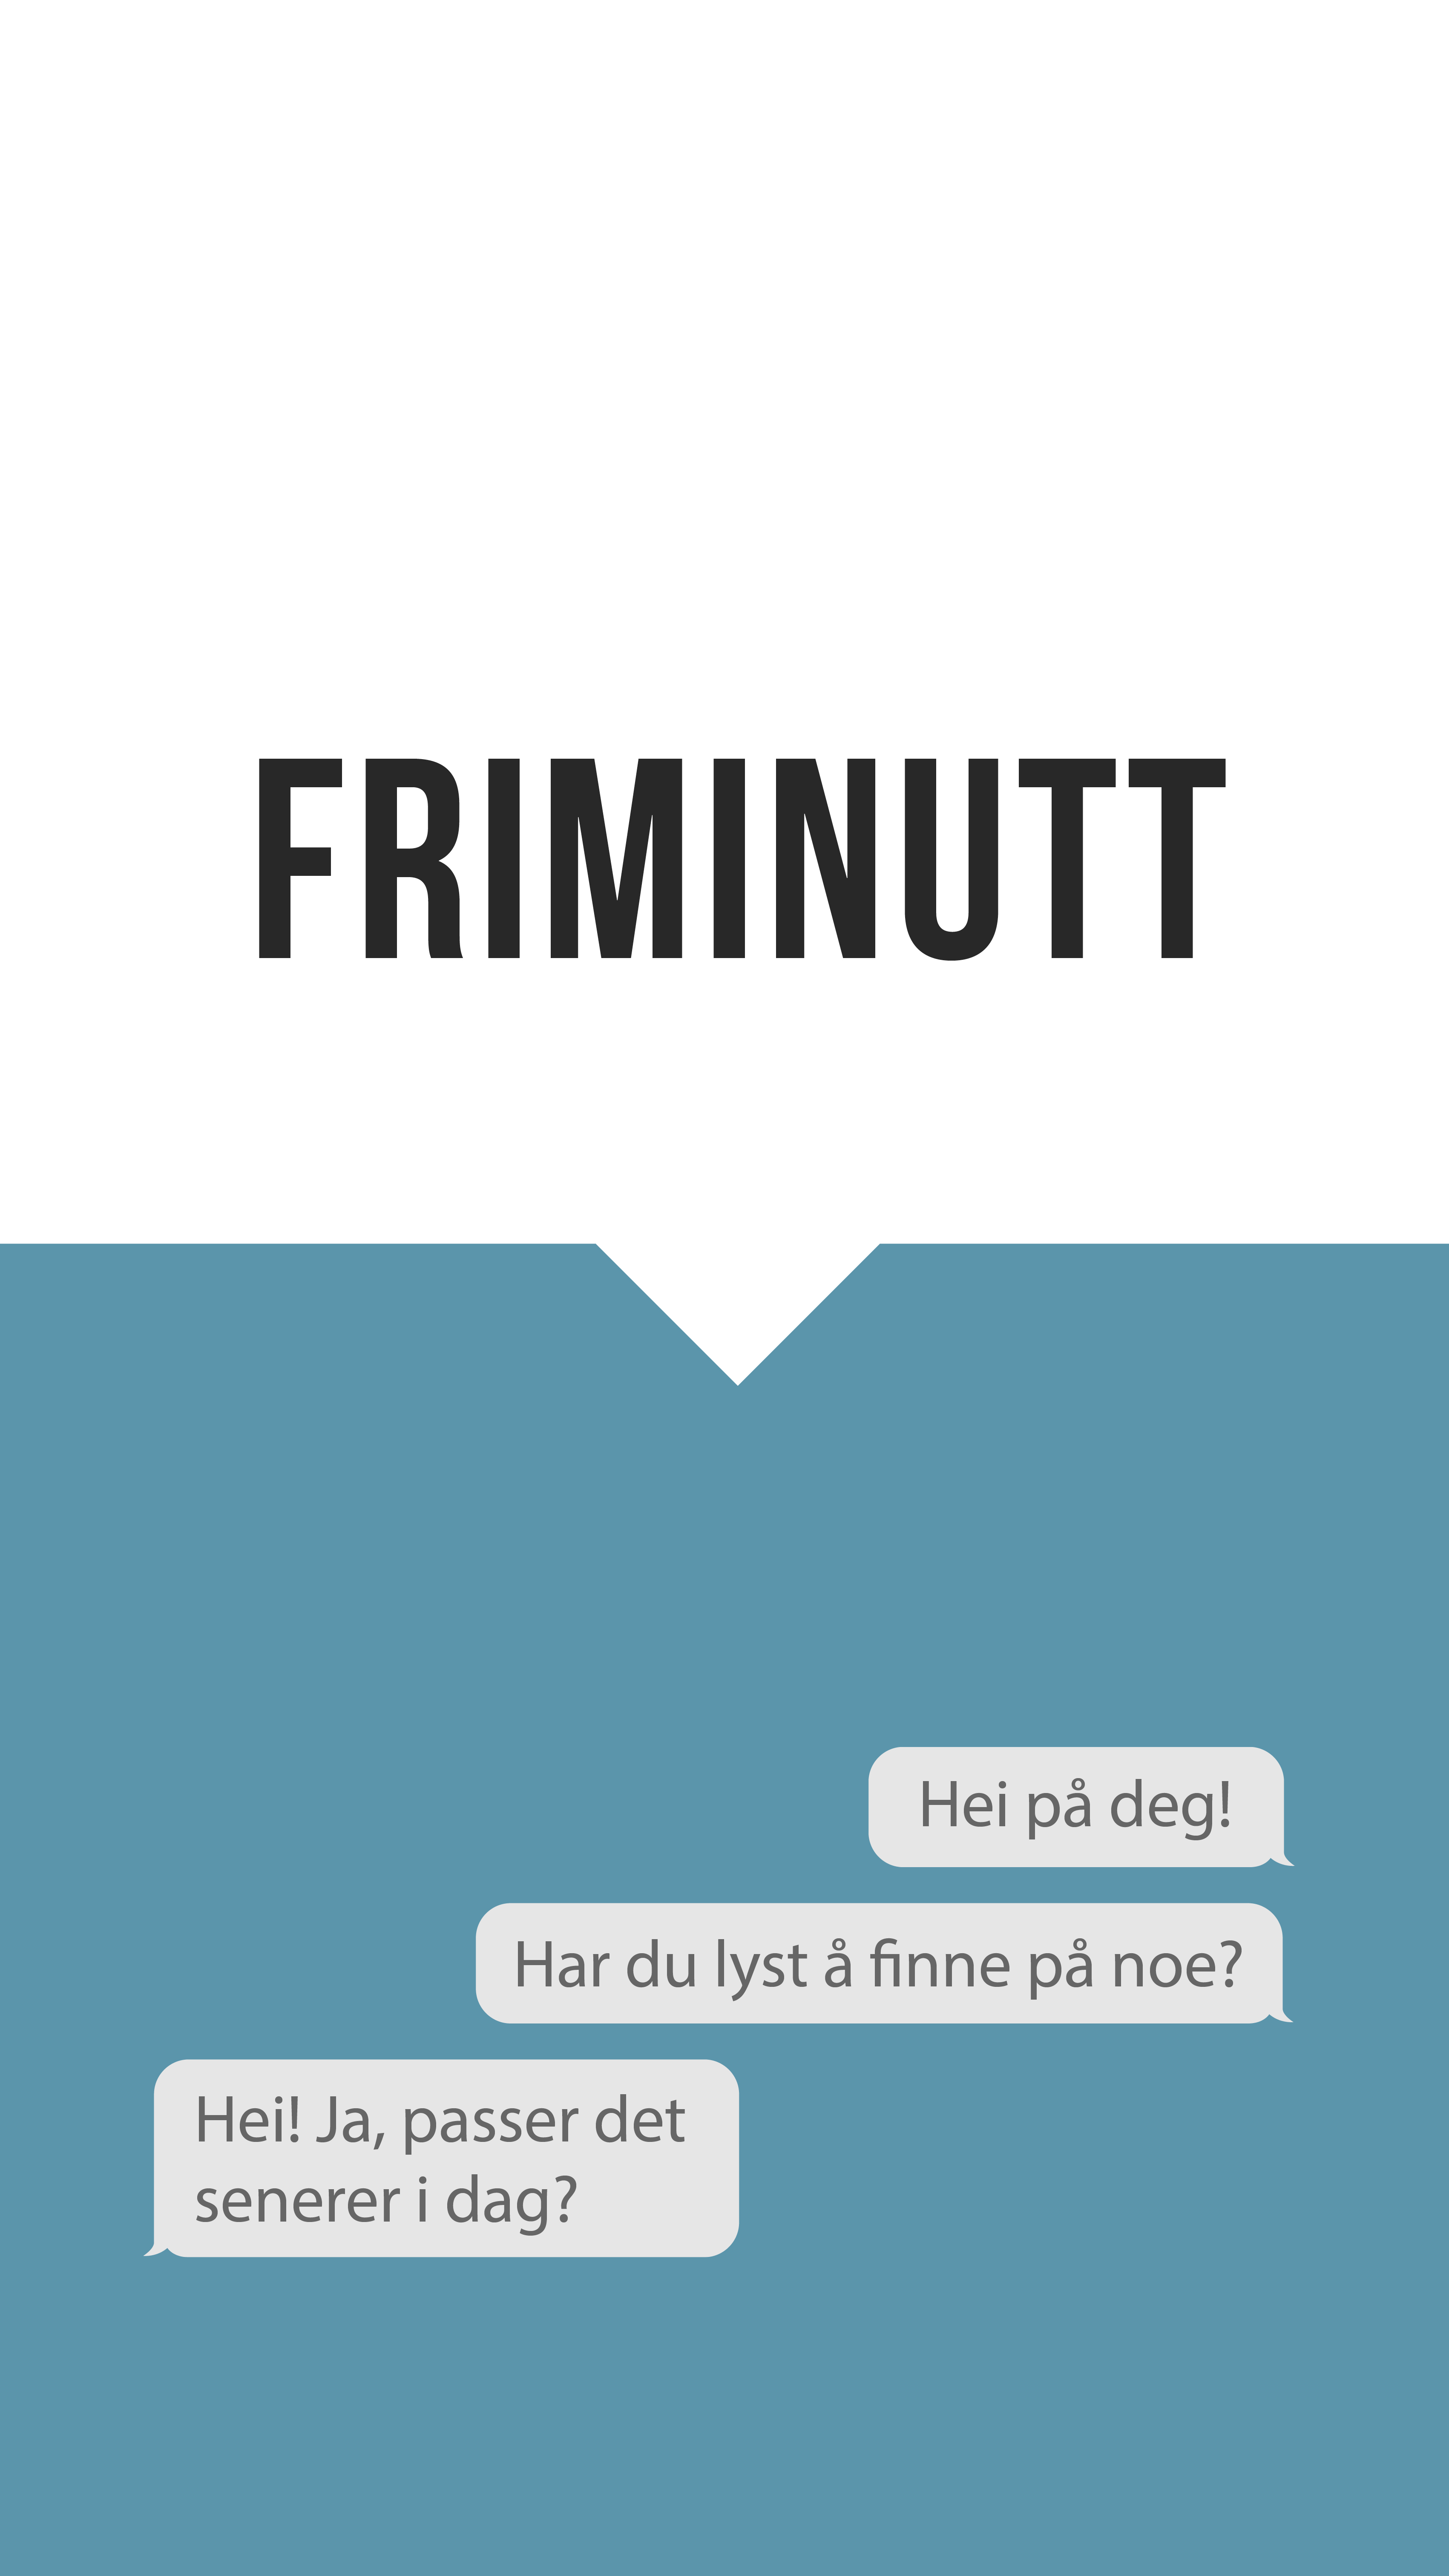 FRIMINUTT
Hei på deg!
Har du lyst å finne på noe?
Hei! Ja, passer det
senerer i dag?